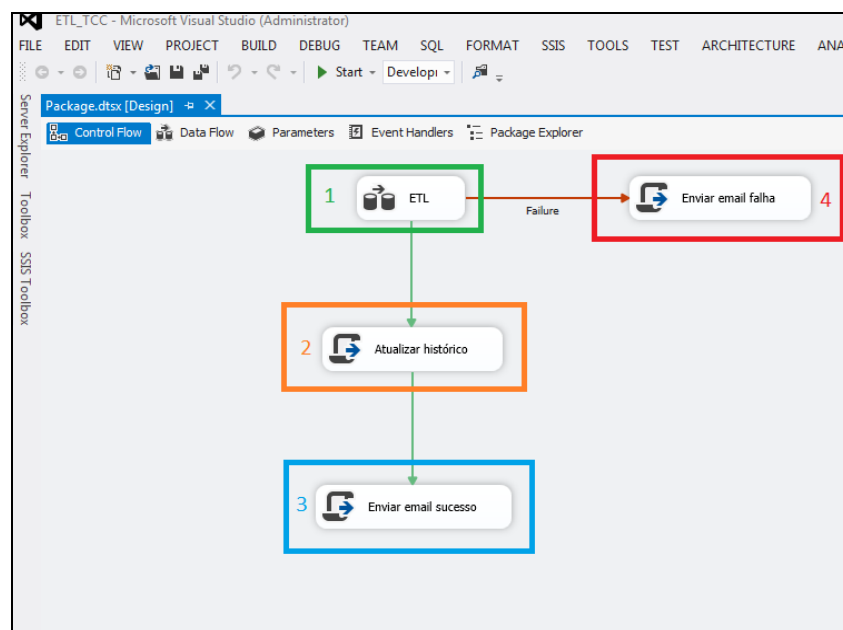 ETL_TCC - Microsoft Visual Studio (Administrator)
FILE EDIT VIEW PROJECT BUILD DEBUG TEAM SQL FORMAT SSIS TOOLS TEST ARCHITECTURE ANA
Start Developi
Package.dtsx [Design]
Control Flow Data Flow Parameters Event Handlers Package Explorer
Server Explorer
Toolbox
SSIS Toolbox
1 ETL
Failure
Enviar email falha 4
2 Atualizar histórico
3 Enviar email sucesso